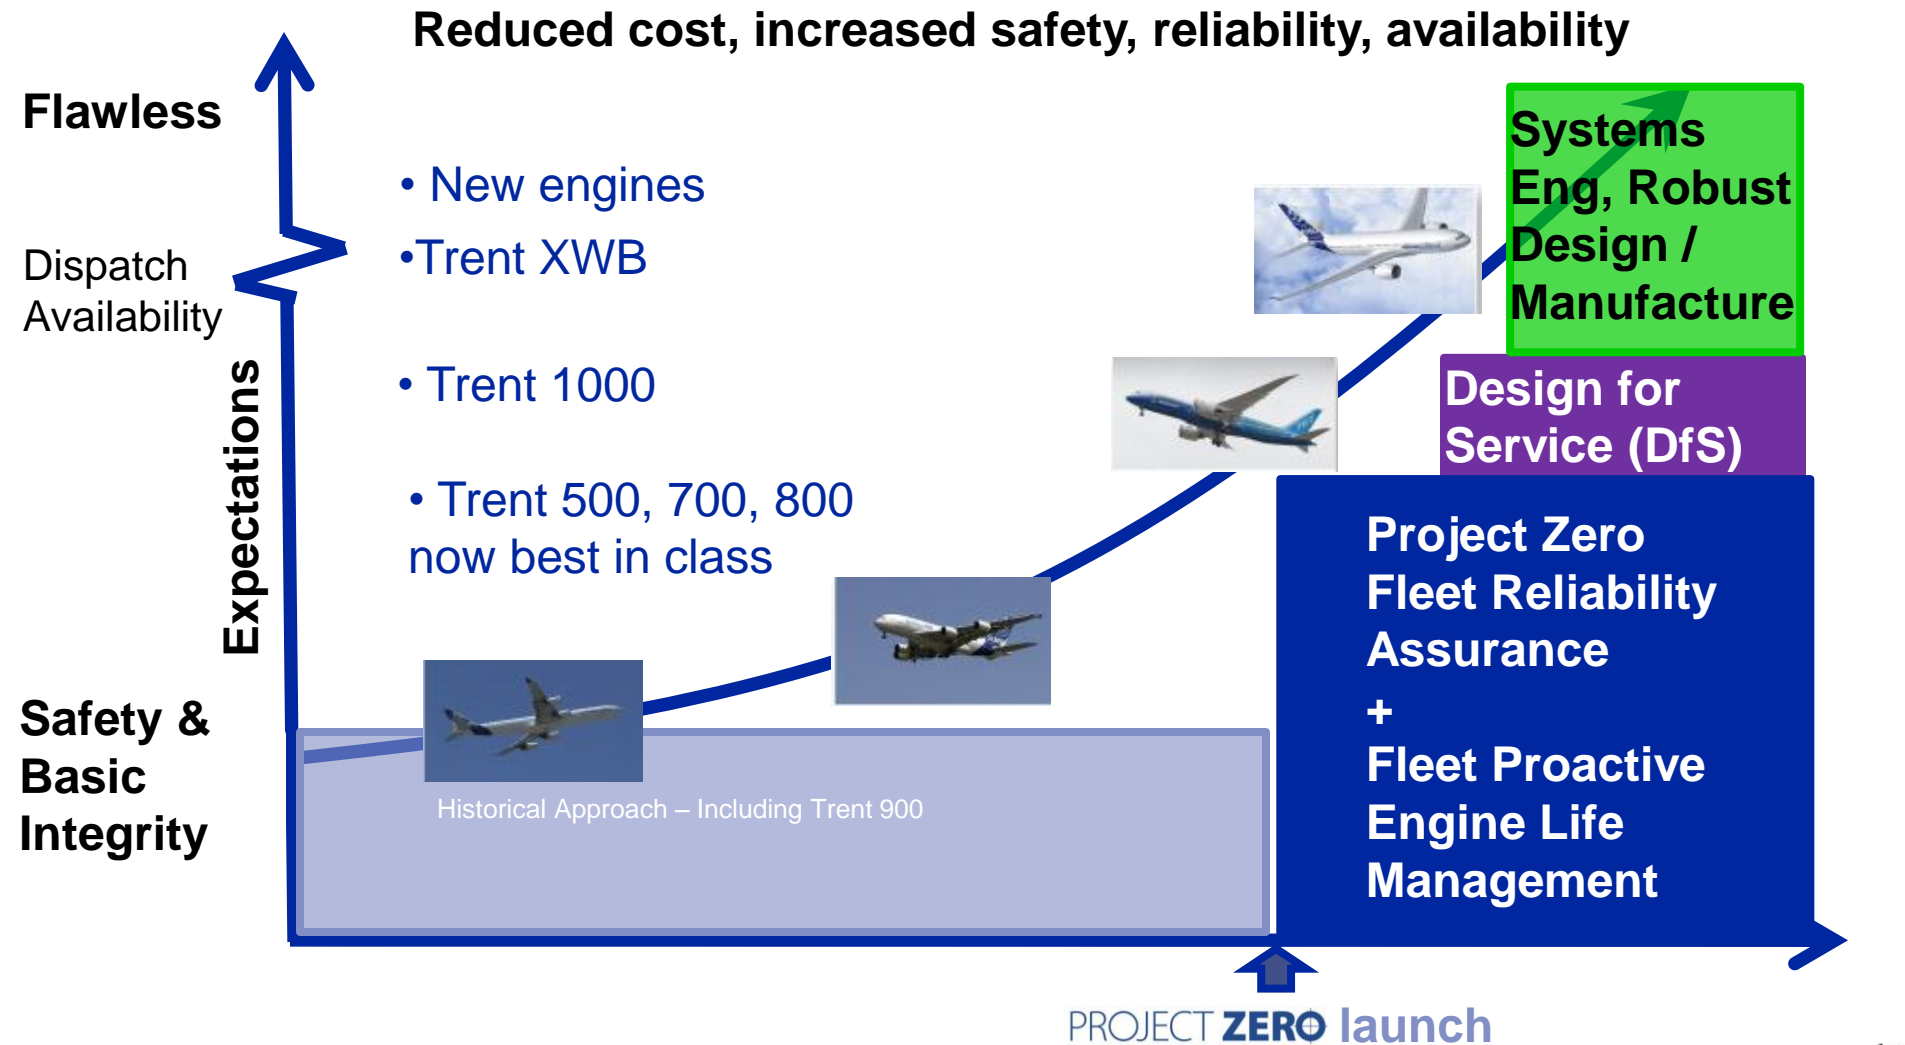 Reduced cost, increased safety, reliability, availability
Flawless
Dispatch
Availability
Expectations
Safety &
Basic
Integrity
• New engines
•Trent XWB
• Trent 1000
• Trent 500, 700, 800
now best in class
Historical Approach – Including Trent 900
Systems
Eng, Robust
Design /
Manufacture
Design for
Service (DfS)
Project Zero
Fleet Reliability
Assurance
+
Fleet Proactive
Engine Life
Management
PROJECT ZERO launch